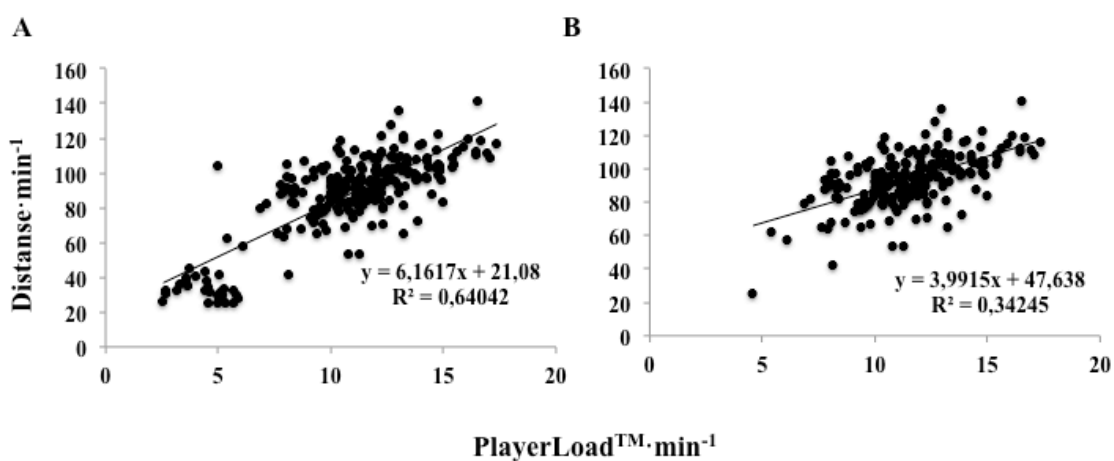 A
B
Distanse·min-1
160
140
120
100
80
60
40
20
0
y = 6,1617x + 21,08
R² = 0,64042
0 5 10 15 20
160
140
120
100
80
60
40
20
0
y = 3,9915x + 47,638
R² = 0,34245
0 5 10 15 20
PlayerLoad™·min-1